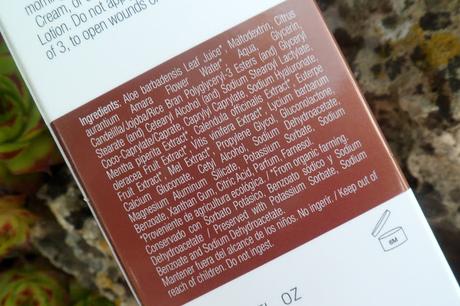 morning
Cream, or
Lotion. Do not app
of 3, to open wounds o
Ingredients: Aloe barbadensis Leaf Juice*, Maltodextrin, Citrus
aurantium Amara Flower Water*, Aqua, Glycerin,
Candelilla/Jojoba/Rice Bran Polyglyceryl-3 Esters (and) Glyceryl
Stearate (and) Cetearyl Alcohol (and) Sodium Stearoyl Lactylate,
Coco-Caprylate/Caprate, Caprylyl Caprylate, Sodium Hyaluronate,
Mentha piperita Extract*, Calendula officinalis Extract*, Euterpe
oleracea Fruit Extract*, Vitis vinifera Extract*, Lycium barbarum
Fruit Extract*, Mel Extract*, Propylene Glycol, Gluconolactone,
Calcium Gluconate, Cetyl Alcohol, Sodium Dehydroacetate,
Magnesium Aluminum Silicate, Potassium Sorbate, Sodium
Benzoate, Xanthan Gum, Citric Acid, Parfum, Farnesol.
*Proveniente de agricultura ecológica / *From organic farming.
Conservado con Sorbato Potásico, Benzoato sódico y Sodium
Dehydroacetate / Preserved with Potassium Sorbate, Sodium
Benzoate and Sodium Dehydroacetate.
Mantener fuera del alcance de los niños. No ingerir. / Keep out of
reach of children. Do not ingest.
6M
OZ